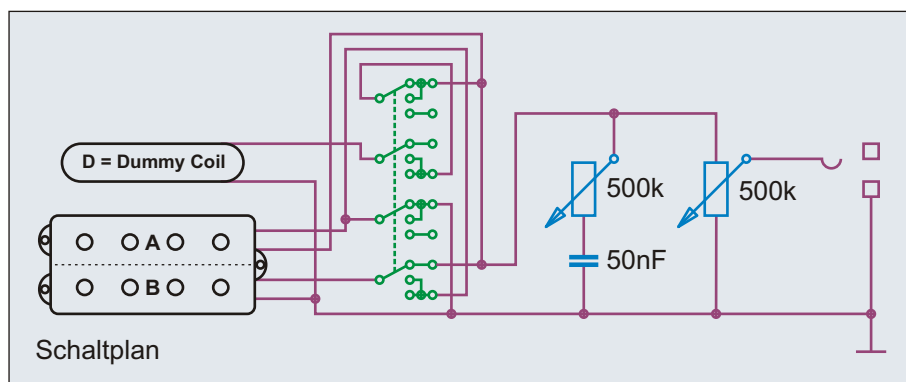 D = Dummy Coil
A
B
500k
500k
50nF
Schaltplan